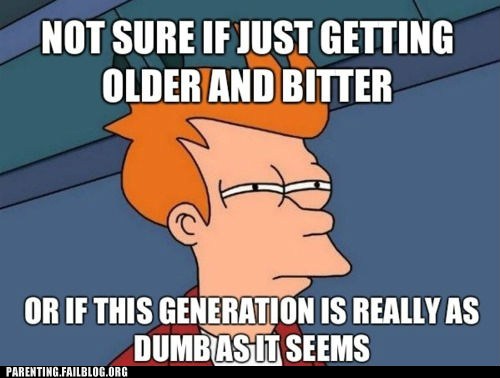 NOT SURE IF JUST GETTING
OLDER AND BITTER
OR IF THIS GENERATION IS REALLY AS
DUMB AS IT SEEMS
PARENTING.FAILBLOG.ORG